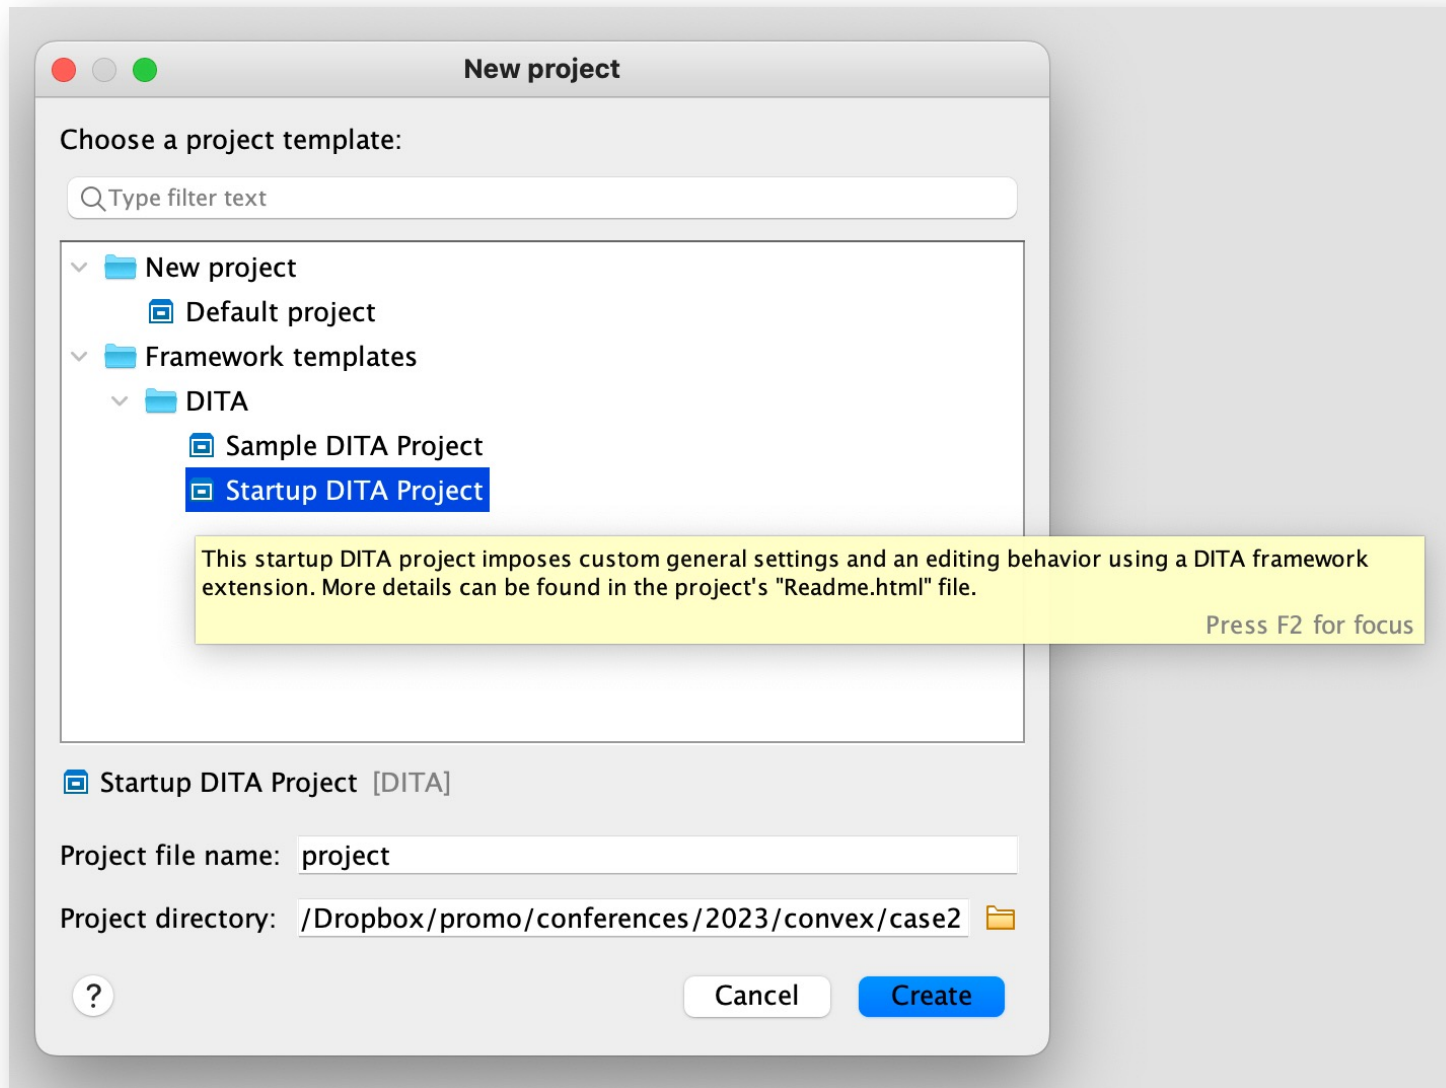 New project
Choose a project template:
Type filter text
New project
Default project
Framework templates
DITA
Sample DITA Project
Startup DITA Project
This startup DITA project imposes custom general settings and an editing behavior using a DITA framework
extension. More details can be found in the project's "Readme.html" file.
Press F2 for focus
Startup DITA Project [DITA]
Project file name: project
Project directory: /Dropbox/promo/conferences/2023/convex/case2
? Cancel Create